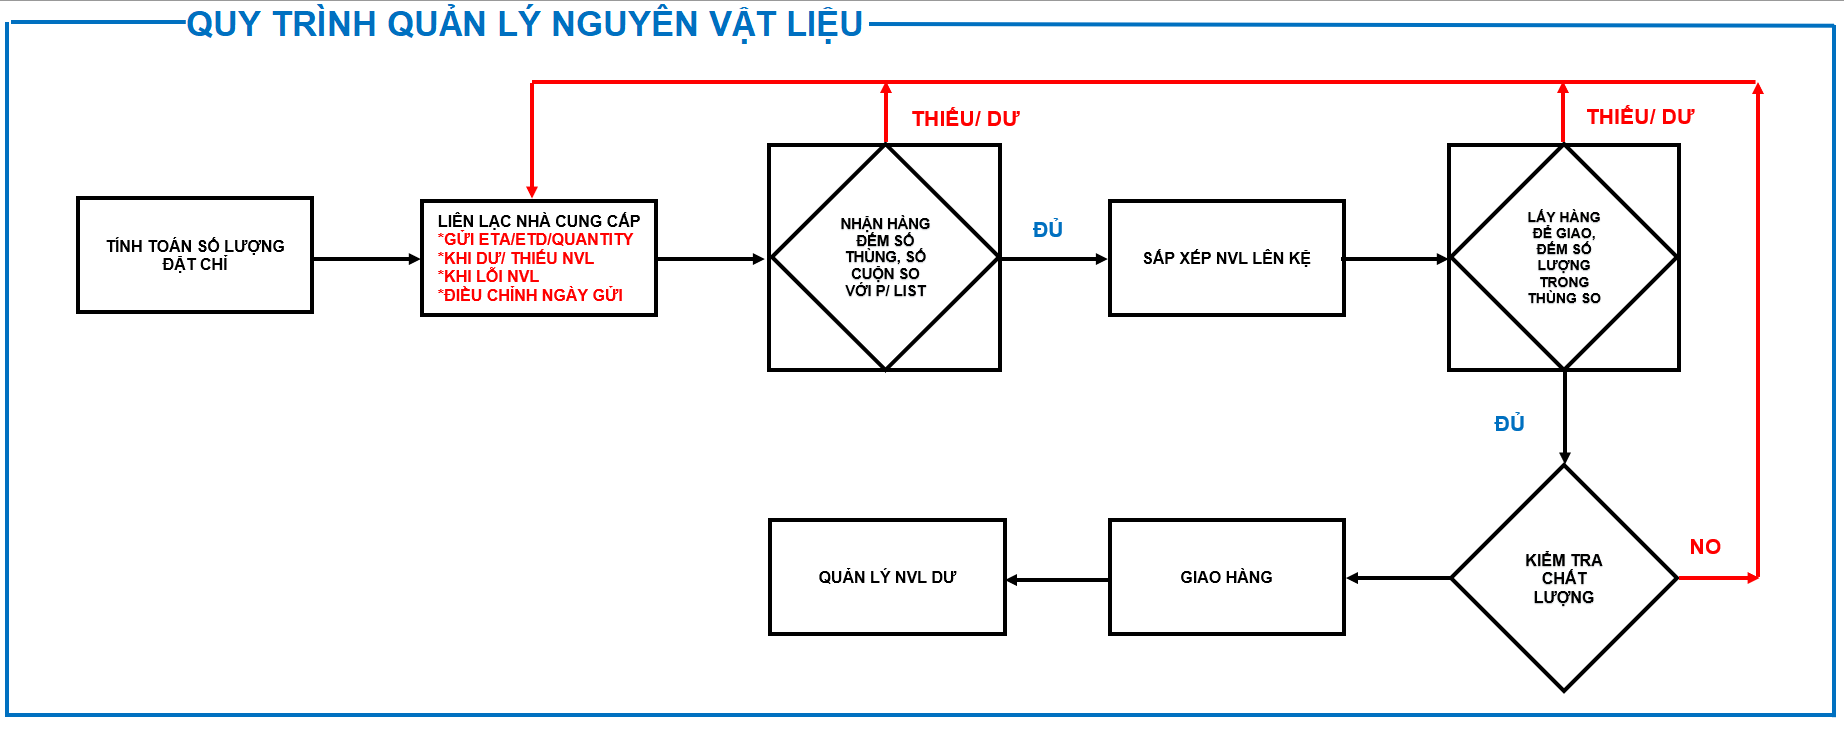 QUY TRÌNH QUẢN LÝ NGUYÊN VẬT LIỆU
THIẾU/ DƯ
THIẾU/ DƯ
TÍNH TOÁN SỐ LƯỢNG
ĐẶT CHỈ
LIÊN LẠC NHÀ CUNG CẤP
*GỬI ETA/ETD/QUANTITY
*KHI DƯ/ THIẾU NVL
*KHI LỖI NVL
*ĐIỀU CHỈNH NGÀY GỬI
NHẬN HÀNG
ĐẾM SỐ
THÙNG, SỐ
CUỘN SO
VỚI P/ LIST
ĐỦ
SẮP XẾP NVL LÊN KỆ
LẤY HÀNG
ĐỂ GIAO,
ĐẾM SỐ
LƯỢNG
TRONG
THÙNG SO
ĐỦ
QUẢN LÝ NVL DƯ
GIAO HÀNG
KIỂM TRA
CHẤT
LƯỢNG
NO